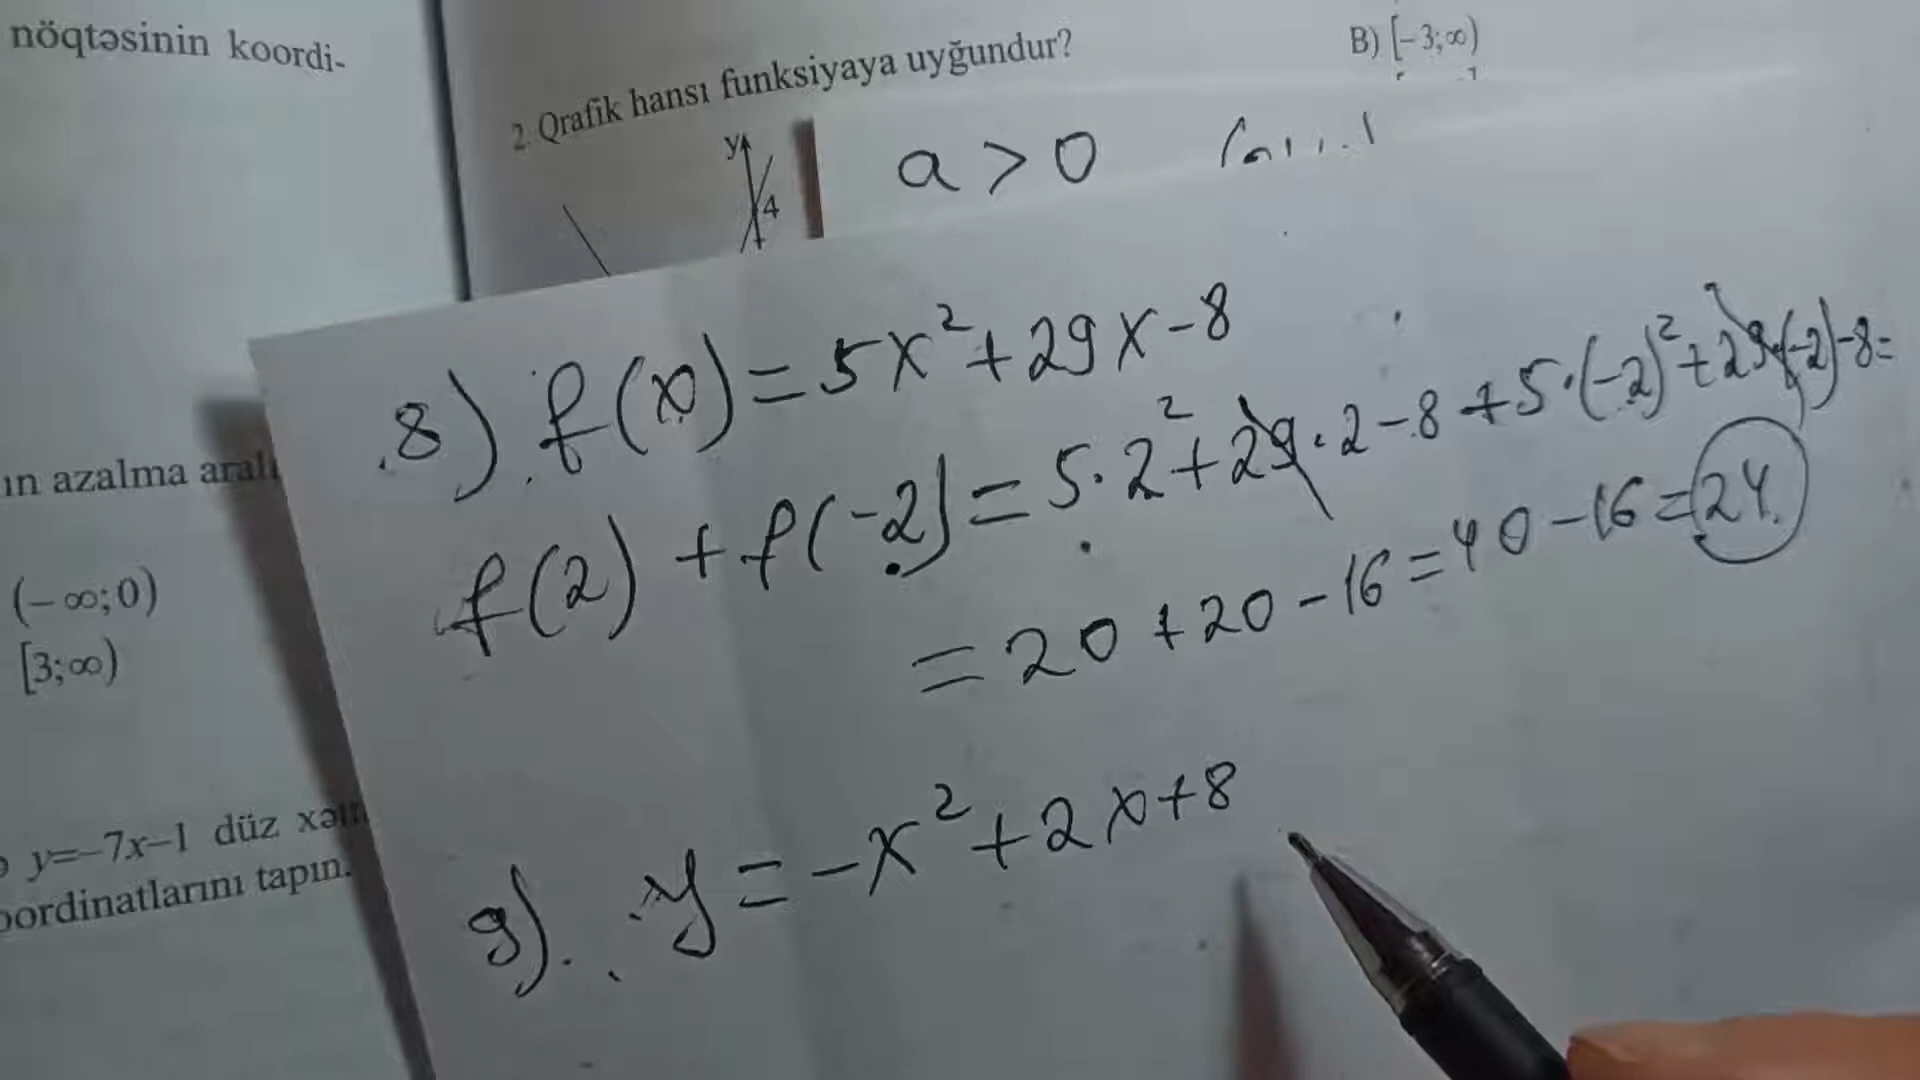 nöqtəsinin koordi-
2. Qrafik hansı funksiyaya uyğundur?
B) [-3;∞)
y
4
a > 0
8) f(x) = 5x²+29x-8
f(2) + f(-2) = 5·2²+29·2-8+5·(-2)²+29·(-2)-8=
= 20+20-16=40-16=24.
9). y = -x²+2x+8
ın azalma aralı
(-∞;0)
[3;∞)
y=-7x-1 düz xətt
oordinatlarını tapın.